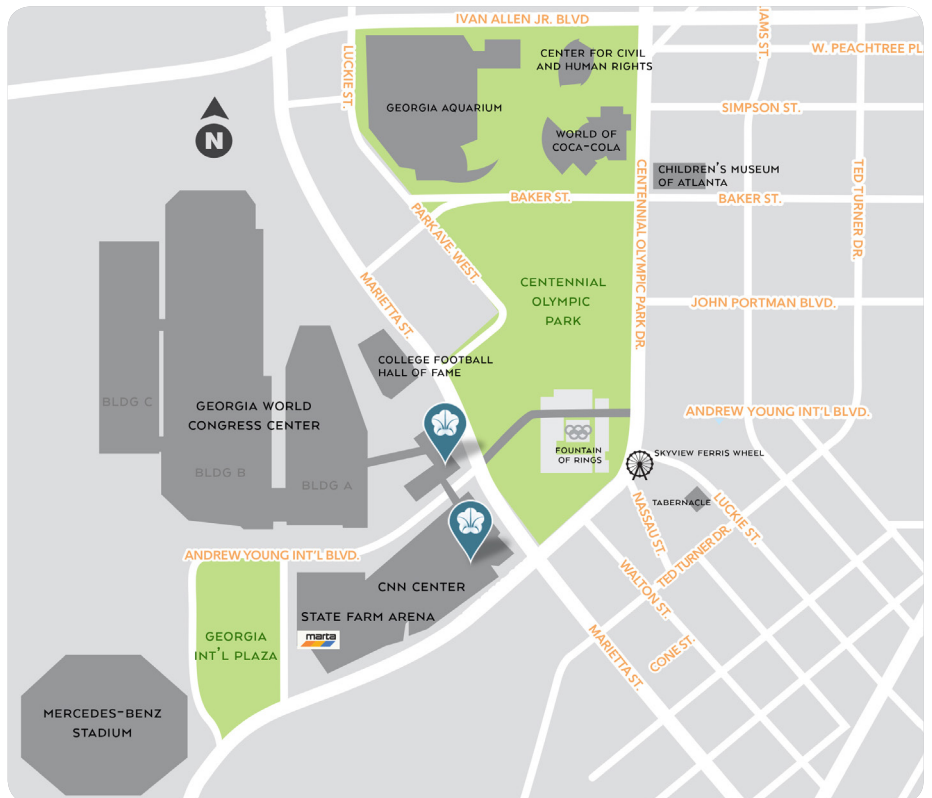 IVAN ALLEN JR. BLVD
IAMS ST.
W. PEACHTREE PL
LUCKIE ST.
CENTER FOR CIVIL
AND HUMAN RIGHTS
GEORGIA AQUARIUM
SIMPSON ST.
N
WORLD OF
COCA-COLA
CHILDREN'S MUSEUM
OF ATLANTA
TED TURNER DR.
BAKER ST.
BAKER ST.
CENTENNIAL OLYMPIC PARK DR.
PARK AVE. WEST.
MARIETTA ST.
CENTENNIAL
OLYMPIC
PARK
JOHN PORTMAN BLVD.
COLLEGE FOOTBALL
HALL OF FAME
BLDG C
GEORGIA WORLD
CONGRESS CENTER
ANDREW YOUNG INT'L BLVD.
FOUNTAIN
OF RINGS
SKYVIEW FERRIS WHEEL
BLDG B
BLDG A
TABERNACLE
NASSAU ST.
LUCKIE ST.
ANDREW YOUNG INT'L BLVD.
TED TURNER DR.
CNN CENTER
WALTON ST.
STATE FARM ARENA
marta
GEORGIA
INT'L PLAZA
CONE ST.
MARIETTA ST.
MERCEDES-BENZ
STADIUM